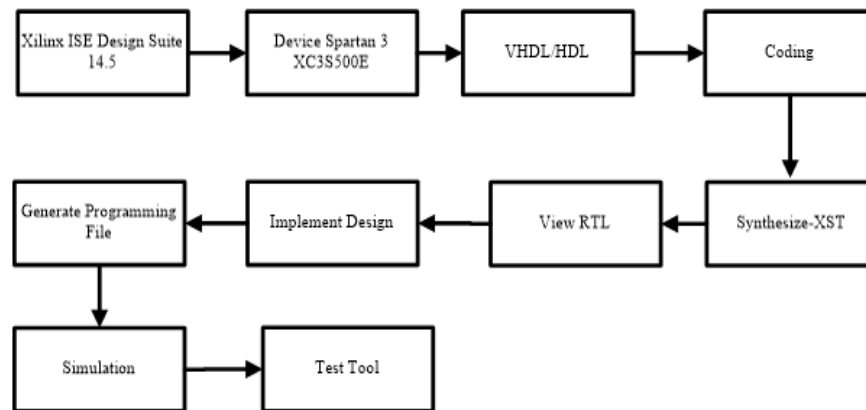 Xilinx ISE Design Suite
14.5
Device Spartan 3
XC3S500E
VHDL/HDL
Coding
Synthesize-XST
View RTL
Implement Design
Generate Programming
File
Simulation
Test Tool